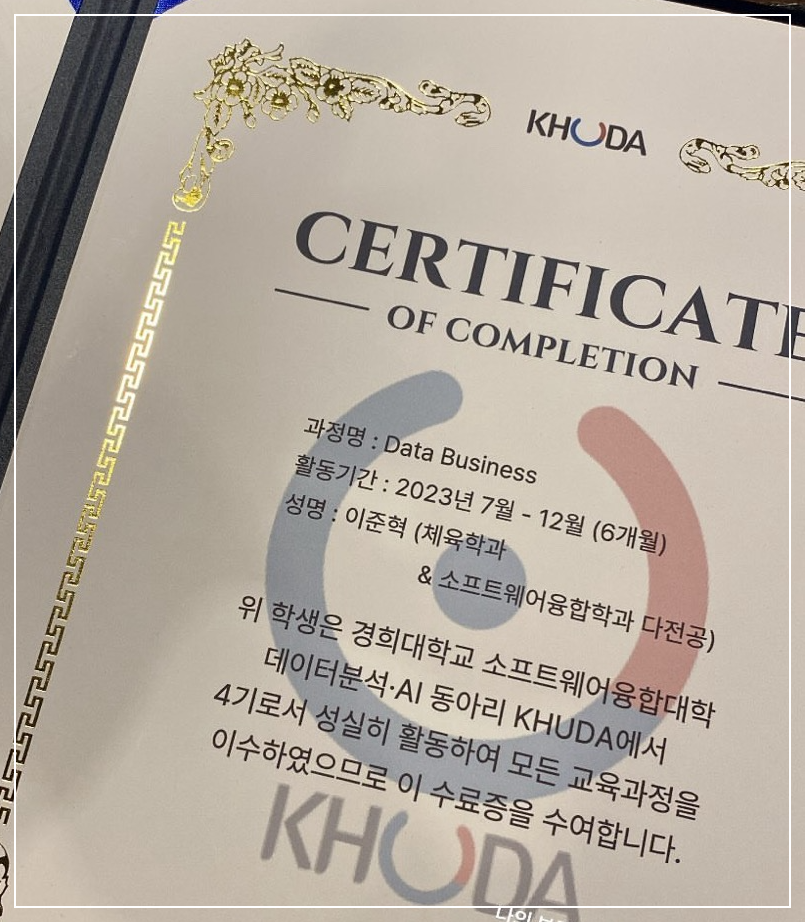 KHUDA
CERTIFICATE
OF COMPLETION
과정명 : Data Business
활동기간 : 2023년 7월 - 12월 (6개월)
성명 : 이준혁 (체육학과
& 소프트웨어융합학과 다전공)
위 학생은 경희대학교 소프트웨어융합대학
데이터분석·AI 동아리 KHUDA에서
4기로서 성실히 활동하여 모든 교육과정을
이수하였으므로 이 수료증을 수여합니다.
KHUDA